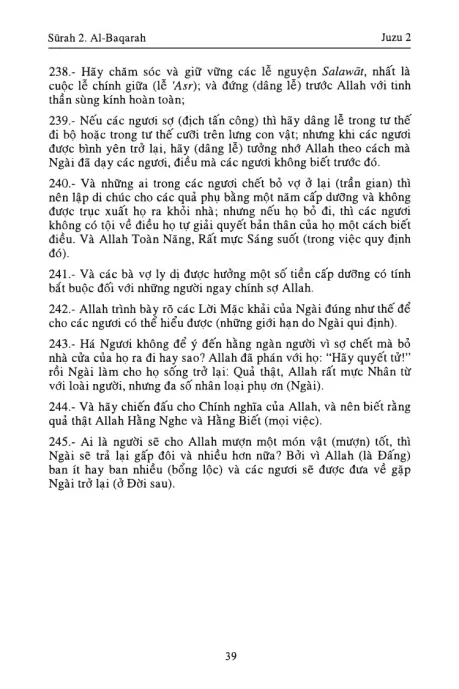 Sūrah 2. Al-Baqarah Juzu 2
238.- Hãy chăm sóc và giữ vững các lễ nguyện Salawāt, nhất là
cuộc lễ chính giữa (lễ 'Asr); và đứng (dâng lễ) trước Allah với tinh
thần sùng kính hoàn toàn;
239.- Nếu các ngươi sợ (địch tấn công) thì hãy dâng lễ trong tư thế
đi bộ hoặc trong tư thế cưỡi trên lưng con vật; nhưng khi các ngươi
được bình yên trở lại, hãy (dâng lễ) tưởng nhớ Allah theo cách mà
Ngài đã dạy các ngươi, điều mà các ngươi không biết trước đó.
240.- Và những ai trong các ngươi chết bỏ vợ ở lại (trần gian) thì
nên lập di chúc cho các quả phụ bằng một năm cấp dưỡng và không
được trục xuất họ ra khỏi nhà; nhưng nếu họ bỏ đi, thì các ngươi
không có tội về điều họ tự giải quyết bản thân của họ một cách biết
điều. Và Allah Toàn Năng, Rất mực Sáng suốt (trong việc quy định
đó).
241.- Và các bà vợ ly dị được hưởng một số tiền cấp dưỡng có tính
bắt buộc đối với những người ngay chính sợ Allah.
242.- Allah trình bày rõ các Lời Mặc khải của Ngài đúng như thế để
cho các ngươi có thể hiểu được (những giới hạn do Ngài qui định).
243.- Há Ngươi không để ý đến hằng ngàn người vì sợ chết mà bỏ
nhà cửa của họ ra đi hay sao? Allah đã phán với họ: “Hãy quyết tử!”
rồi Ngài làm cho họ sống trở lại: Quả thật, Allah rất mực Nhân từ
với loài người, nhưng đa số nhân loại phụ ơn (Ngài).
244.- Và hãy chiến đấu cho Chính nghĩa của Allah, và nên biết rằng
quả thật Allah Hằng Nghe và Hằng Biết (mọi việc).
245.- Ai là người sẽ cho Allah mượn một món vật (mượn) tốt, thì
Ngài sẽ trả lại gấp đôi và nhiều hơn nữa? Bởi vì Allah (là Đấng)
ban ít hay ban nhiều (bổng lộc) và các ngươi sẽ được đưa về gặp
Ngài trở lại (ở Đời sau).
39